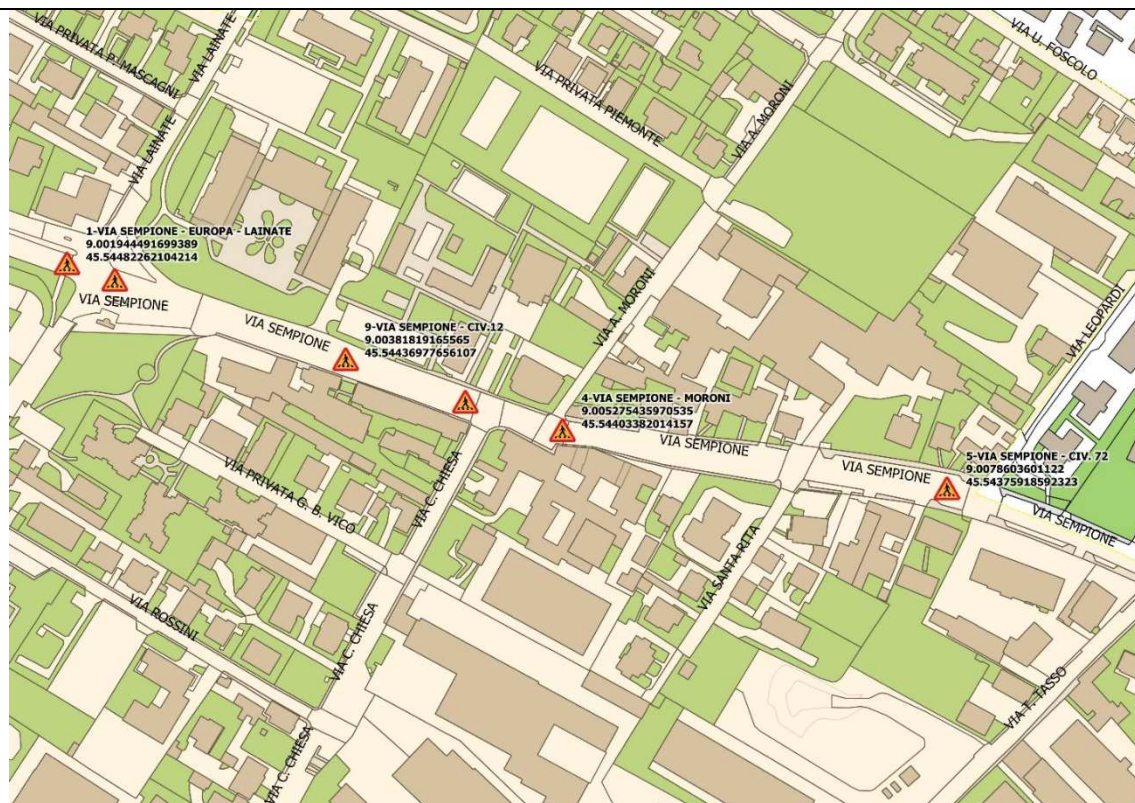 VIA PRIVATA P. MASCAGNI
VIA LAINATE
VIA U. FOSCOLO
VIA PRIVATA PIEMONTE
VIA A. MORONI
VIA LAINATE
1-VIA SEMPIONE - EUROPA - LAINATE
9.001944491699389
45.54482262104214
VIA SEMPIONE
VIA SEMPIONE
9-VIA SEMPIONE - CIV.12
9.00381819165565
45.54436977656107
VIA A. MORONI
VIA LEOPARDI
4-VIA SEMPIONE - MORONI
9.005275435970535
45.54403382014157
VIA SEMPIONE
VIA SEMPIONE
5-VIA SEMPIONE - CIV. 72
9.0078603601122
45.54375918592323
VIA SEMPIONE
VIA PRIVATA G. B. VICO
VIA C. CHIESA
VIA SANTA RITA
VIA ROSSINI
VIA C. CHIESA
VIA T. TASSO
VIA C. CHIESA